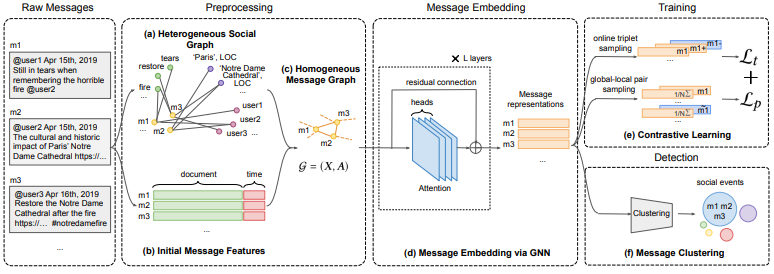 Raw Messages
m1
@user1 Apr 15th, 2019
Still in tears when
remembering the horrible
fire @user2
m2
@user2 Apr 15th, 2019
The cultural and historic
impact of Paris' Notre
Dame Cathedral https://...
m3
@user3 Apr 16th, 2019
Restore the Notre Dame
Cathedral after the fire
https://... #notredamefire
...
Preprocessing
(a) Heterogeneous Social
Graph
tears
restore
fire
...
'Paris', LOC
'Notre Dame
Cathedral',
LOC
...
m1
m2
m3
user1
user2
user3 ...
(c) Homogeneous
Message Graph
m1
m2
m3
...
𝒢 = (X, A)
document
time
m1
m2
m3
...
(b) Initial Message Features
Message Embedding
× L layers
residual connection
heads
Attention
Message
representations
m1
m2
m3
...
(d) Message Embedding via GNN
Training
online triplet
sampling
m1 m1+ m1-
...
ℒt
+
global-local pair
sampling
1/NΣ m1
1/NΣ m̃1
...
ℒp
(e) Contrastive Learning
Detection
Clustering
social events
m1 m2
m3
...
(f) Message Clustering